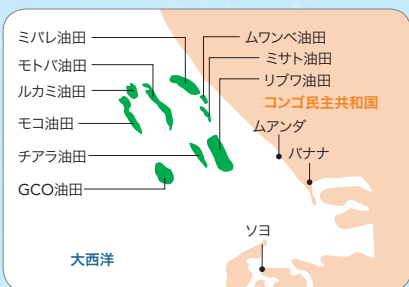 ミバレ油田
モトバ油田
ルカミ油田
モコ油田
チアラ油田
GCO油田
ムワンベ油田
ミサト油田
リブワ油田
コンゴ民主共和国
ムアンダ
バナナ
ソヨ
大西洋